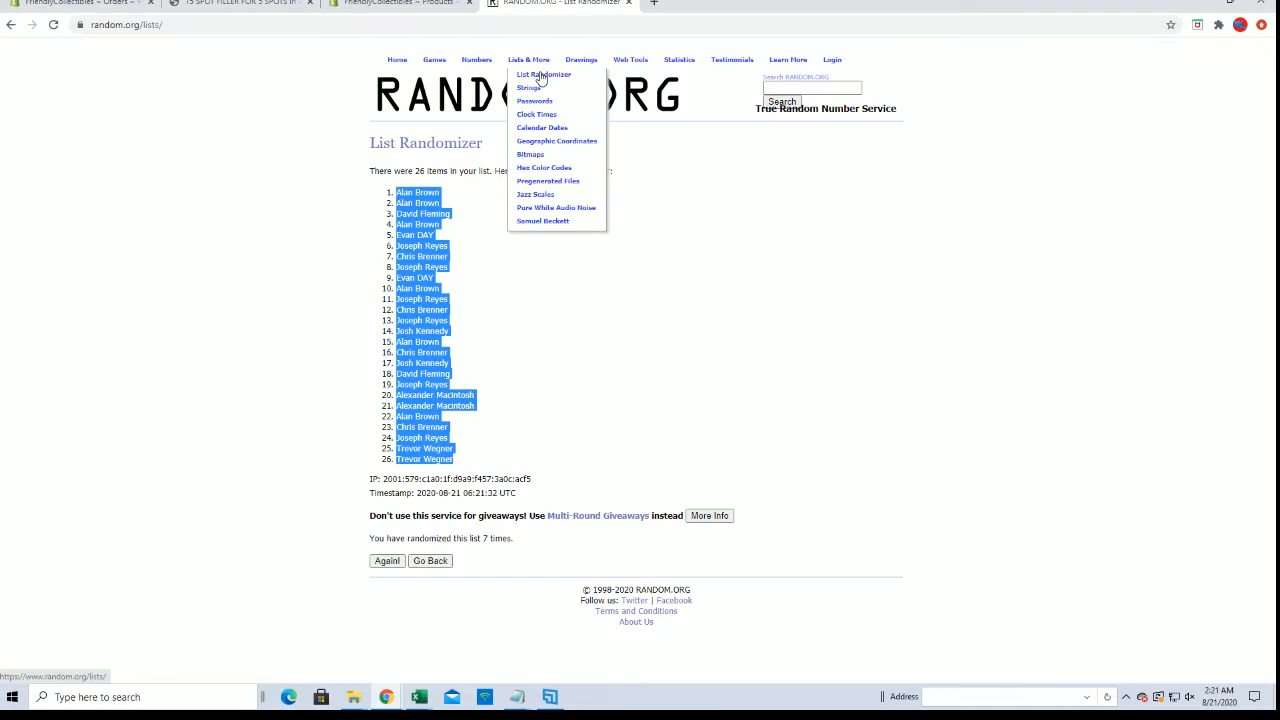 FriendlyCollectibles ~ Orders ~
15 SPOT FILLER FOR 5 SPOTS in
FriendlyCollectibles ~ Products ~
RANDOM.ORG - List Randomizer
random.org/lists/
Home Games Numbers Lists & More Drawings Web Tools Statistics Testimonials Learn More Login
List Randomizer
Strings
Passwords
Clock Times
Calendar Dates
Geographic Coordinates
Bitmaps
Hex Color Codes
Pregenerated Files
Jazz Scales
Pure White Audio Noise
Samuel Beckett
Search RANDOM.ORG
Search
True Random Number Service
List Randomizer
There were 26 items in your list.
1. Alan Brown
2. Alan Brown
3. David Fleming
4. Alan Brown
5. Evan DAY
6. Joseph Reyes
7. Chris Brenner
8. Joseph Reyes
9. Evan DAY
10. Alan Brown
11. Joseph Reyes
12. Chris Brenner
13. Joseph Reyes
14. Josh Kennedy
15. Alan Brown
16. Chris Brenner
17. Josh Kennedy
18. David Fleming
19. Joseph Reyes
20. Alexander Macintosh
21. Alexander Macintosh
22. Alan Brown
23. Chris Brenner
24. Joseph Reyes
25. Trevor Wegner
26. Trevor Wegner
IP: 2001:579:c1a0:1f:d9a9:f457:3a0c:acf5
Timestamp: 2020-08-21 06:21:32 UTC
Don't use this service for giveaways! Use Multi-Round Giveaways instead More Info
You have randomized this list 7 times.
Again! Go Back
© 1998-2020 RANDOM.ORG
Follow us: Twitter | Facebook
Terms and Conditions
About Us
https://www.random.org/lists/
Type here to search
Address
2:21 AM
8/21/2020